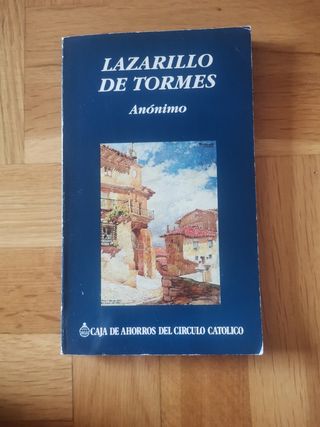 LAZARILLO
DE TORMES
Anónimo
CAJA DE AHORROS DEL CIRCULO CATOLICO